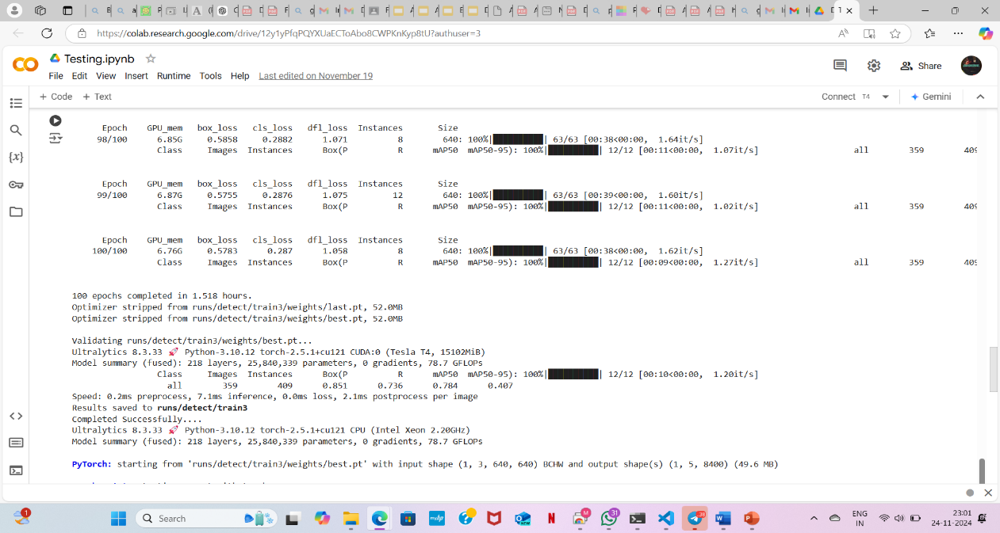 https://colab.research.google.com/drive/12y1yPfqPQYXUaECToAbo8CWPKnKyp8tU?authuser=3
Testing.ipynb
File Edit View Insert Runtime Tools Help Last edited on November 19
Share
+ Code + Text
Connect T4
Gemini
Epoch GPU_mem box_loss cls_loss dfl_loss Instances Size
98/100 6.85G 0.5858 0.2882 1.071 8 640: 100%|██████████| 63/63 [00:38<00:00, 1.64it/s]
Class Images Instances Box(P R mAP50 mAP50-95): 100%|██████████| 12/12 [00:11<00:00, 1.07it/s] all 359 409
Epoch GPU_mem box_loss cls_loss dfl_loss Instances Size
99/100 6.87G 0.5755 0.2876 1.075 12 640: 100%|██████████| 63/63 [00:39<00:00, 1.60it/s]
Class Images Instances Box(P R mAP50 mAP50-95): 100%|██████████| 12/12 [00:11<00:00, 1.02it/s] all 359 409
Epoch GPU_mem box_loss cls_loss dfl_loss Instances Size
100/100 6.76G 0.5783 0.287 1.058 8 640: 100%|██████████| 63/63 [00:38<00:00, 1.62it/s]
Class Images Instances Box(P R mAP50 mAP50-95): 100%|██████████| 12/12 [00:09<00:00, 1.27it/s] all 359 409
100 epochs completed in 1.518 hours.
Optimizer stripped from runs/detect/train3/weights/last.pt, 52.0MB
Optimizer stripped from runs/detect/train3/weights/best.pt, 52.0MB
Validating runs/detect/train3/weights/best.pt...
Ultralytics 8.3.33 🚀 Python-3.10.12 torch-2.5.1+cu121 CUDA:0 (Tesla T4, 15102MiB)
Model summary (fused): 218 layers, 25,840,339 parameters, 0 gradients, 78.7 GFLOPs
Class Images Instances Box(P R mAP50 mAP50-95): 100%|██████████| 12/12 [00:10<00:00, 1.20it/s]
all 359 409 0.851 0.736 0.784 0.407
Speed: 0.2ms preprocess, 7.1ms inference, 0.0ms loss, 2.1ms postprocess per image
Results saved to runs/detect/train3
Completed Successfully....
Ultralytics 8.3.33 🚀 Python-3.10.12 torch-2.5.1+cu121 CPU (Intel Xeon 2.20GHz)
Model summary (fused): 218 layers, 25,840,339 parameters, 0 gradients, 78.7 GFLOPs
PyTorch: starting from 'runs/detect/train3/weights/best.pt' with input shape (1, 3, 640, 640) BCHW and output shape(s) (1, 5, 8400) (49.6 MB)
Search
ENG
IN
23:01
24-11-2024